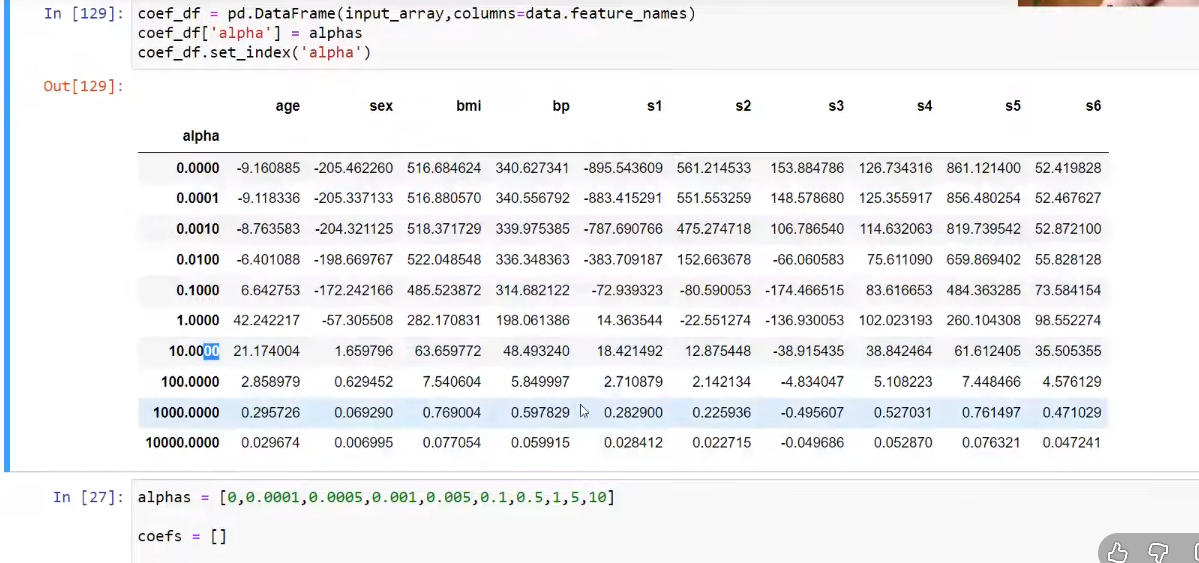 In [129]: coef_df = pd.DataFrame(input_array,columns=data.feature_names)
coef_df['alpha'] = alphas
coef_df.set_index('alpha')
Out[129]:
age sex bmi bp s1 s2 s3 s4 s5 s6
alpha
0.0000 -9.160885 -205.462260 516.684624 340.627341 -895.543609 561.214533 153.884786 126.734316 861.121400 52.419828
0.0001 -9.118336 -205.337133 516.880570 340.556792 -883.415291 551.553259 148.578680 125.355917 856.480254 52.467627
0.0010 -8.763583 -204.321125 518.371729 339.975385 -787.690766 475.274718 106.786540 114.632063 819.739542 52.872100
0.0100 -6.401088 -198.669767 522.048548 336.348363 -383.709187 152.663678 -66.060583 75.611090 659.869402 55.828128
0.1000 6.642753 -172.242166 485.523872 314.682122 -72.939323 -80.590053 -174.466515 83.616653 484.363285 73.584154
1.0000 42.242217 -57.305508 282.170831 198.061386 14.363544 -22.551274 -136.930053 102.023193 260.104308 98.552274
10.0000 21.174004 1.659796 63.659772 48.493240 18.421492 12.875448 -38.915435 38.842464 61.612405 35.505355
100.0000 2.858979 0.629452 7.540604 5.849997 2.710879 2.142134 -4.834047 5.108223 7.448466 4.576129
1000.0000 0.295726 0.069290 0.769004 0.597829 0.282900 0.225936 -0.495607 0.527031 0.761497 0.471029
10000.0000 0.029674 0.006995 0.077054 0.059915 0.028412 0.022715 -0.049686 0.052870 0.076321 0.047241
In [27]: alphas = [0,0.0001,0.0005,0.001,0.005,0.1,0.5,1,5,10]
coefs = []